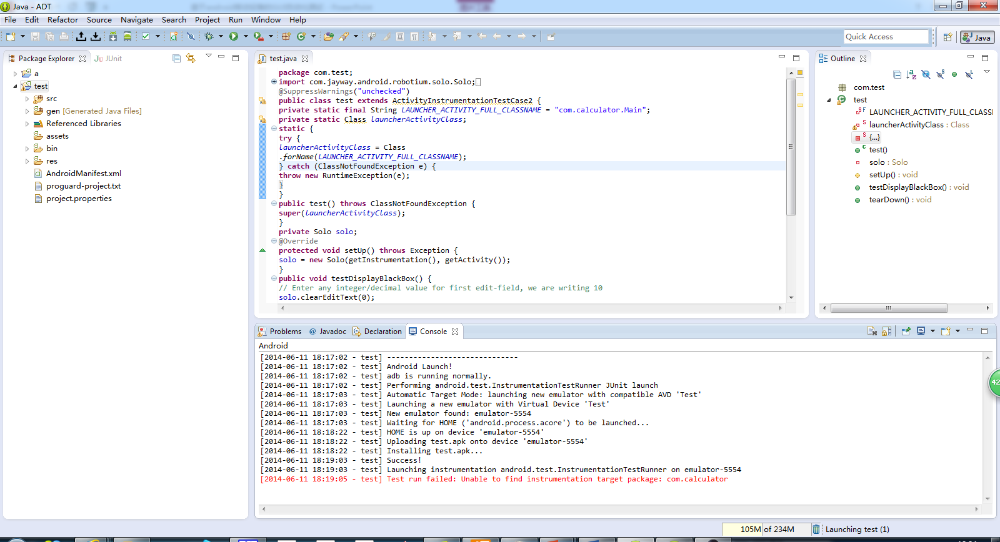 Java - ADT
File Edit Refactor Source Navigate Search Project Run Window Help
Quick Access
Java
Package Explorer
JUnit
a
test
src
gen [Generated Java Files]
Referenced Libraries
assets
bin
res
AndroidManifest.xml
proguard-project.txt
project.properties
test.java
package com.test;
import com.jayway.android.robotium.solo.Solo;
@SuppressWarnings("unchecked")
public class test extends ActivityInstrumentationTestCase2 {
private static final String LAUNCHER_ACTIVITY_FULL_CLASSNAME = "com.calculator.Main";
private static Class launcherActivityClass;
static {
try {
launcherActivityClass = Class
.forName(LAUNCHER_ACTIVITY_FULL_CLASSNAME);
} catch (ClassNotFoundException e) {
throw new RuntimeException(e);
}
}
public test() throws ClassNotFoundException {
super(launcherActivityClass);
}
private Solo solo;
@Override
protected void setUp() throws Exception {
solo = new Solo(getInstrumentation(), getActivity());
}
public void testDisplayBlackBox() {
// Enter any integer/decimal value for first edit-field, we are writing 10
solo.clearEditText(0);
Outline
com.test
test
LAUNCHER_ACTIVITY_FULL_CLASSI
launcherActivityClass : Class
{...}
test()
solo : Solo
setUp() : void
testDisplayBlackBox() : void
tearDown() : void
Problems @ Javadoc Declaration Console
Android
[2014-06-11 18:17:02 - test] ------------------------------
[2014-06-11 18:17:02 - test] Android Launch!
[2014-06-11 18:17:02 - test] adb is running normally.
[2014-06-11 18:17:02 - test] Performing android.test.InstrumentationTestRunner JUnit launch
[2014-06-11 18:17:03 - test] Automatic Target Mode: launching new emulator with compatible AVD 'Test'
[2014-06-11 18:17:03 - test] Launching a new emulator with Virtual Device 'Test'
[2014-06-11 18:17:03 - test] New emulator found: emulator-5554
[2014-06-11 18:17:03 - test] Waiting for HOME ('android.process.acore') to be launched...
[2014-06-11 18:18:22 - test] HOME is up on device 'emulator-5554'
[2014-06-11 18:18:22 - test] Uploading test.apk onto device 'emulator-5554'
[2014-06-11 18:18:22 - test] Installing test.apk...
[2014-06-11 18:19:03 - test] Success!
[2014-06-11 18:19:03 - test] Launching instrumentation android.test.InstrumentationTestRunner on emulator-5554
[2014-06-11 18:19:05 - test] Test run failed: Unable to find instrumentation target package: com.calculator
42
105M of 234M
Launching test (1)